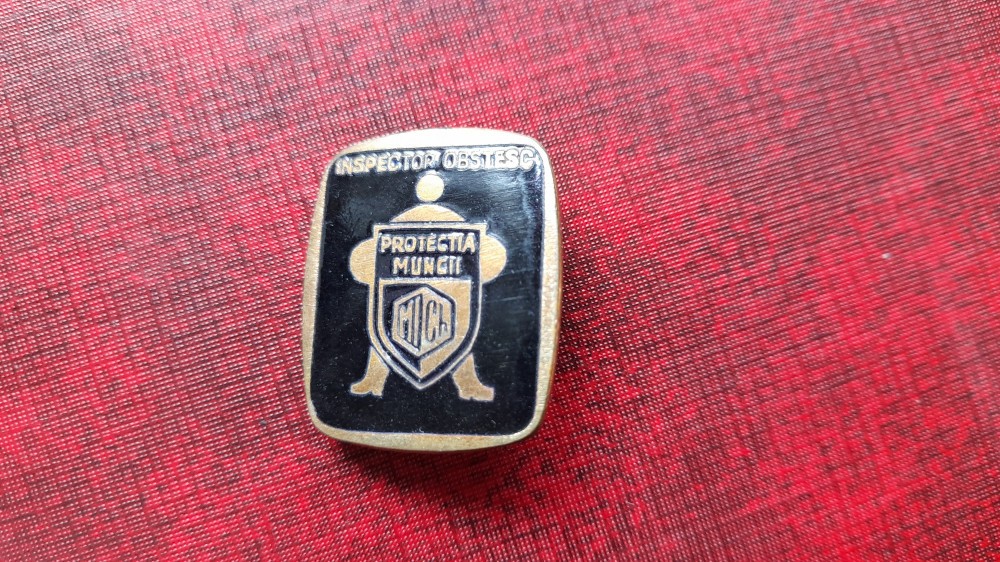 INSPECTOR OBSTESC
PROTECTIA
MUNCII
MICh